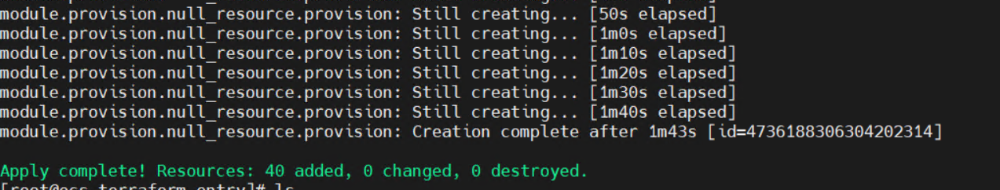 module.provision.null_resource.provision: Still creating... [50s elapsed]
module.provision.null_resource.provision: Still creating... [1m0s elapsed]
module.provision.null_resource.provision: Still creating... [1m10s elapsed]
module.provision.null_resource.provision: Still creating... [1m20s elapsed]
module.provision.null_resource.provision: Still creating... [1m30s elapsed]
module.provision.null_resource.provision: Still creating... [1m40s elapsed]
module.provision.null_resource.provision: Creation complete after 1m43s [id=4736188306304202314]
Apply complete! Resources: 40 added, 0 changed, 0 destroyed.
[root@ecs-terraform entry]# ls